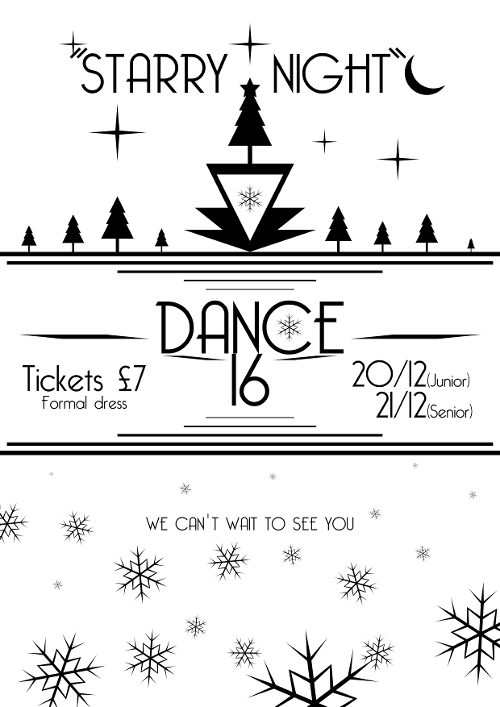 "STARRY NIGHT"
DANCE
16
Tickets £7
Formal dress
20/12(Junior)
21/12(Senior)
WE CAN'T WAIT TO SEE YOU